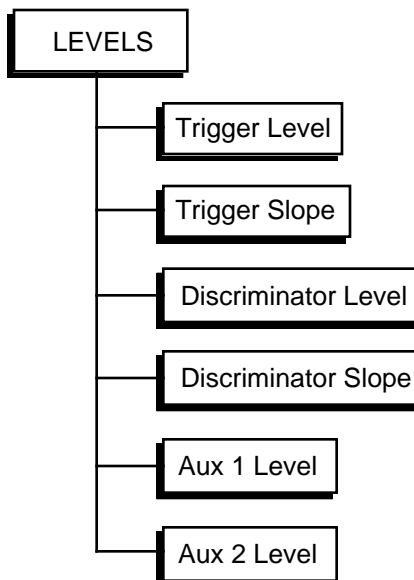 LEVELS
Trigger Level
Trigger Slope
Discriminator Level
Discriminator Slope
Aux 1 Level
Aux 2 Level